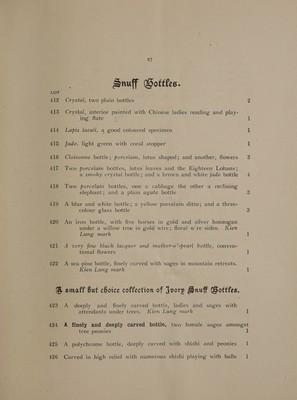 47
Snuff Bottles.
LOT
412 Crystal, two plain bottles 2
413 Crystal, interior painted with Chinese ladies reading and play-
ing flute 1
414 Lapis lazuli, a good coloured specimen 1
415 Jade, light green with coral stopper 1
416 Cloisonne bottle; porcelain, lotus shaped; and another, flowers 3
417 Two porcelain bottles, lotus leaves and the Eighteen Lohans;
a smoky crystal bottle; and a brown and white jade bottle 4
418 Two porcelain bottles, one a cabbage the other a reclining
elephant; and a plain agate bottle 3
419 A blue and white bottle; a yellow porcelain ditto; and a three-
colour glass bottle 3
420 An iron bottle, with five horses in gold and silver honzogan
under a willow tree in gold wire; floral wire sides. Kien
Lung mark 1
421 A very fine black lacquer and mother-o'-pearl bottle, conven-
tional flowers 1
422 A sea pine bottle, finely carved with sages in mountain retreats.
Kien Lung mark 1
A small but choice collection of Ivory Snuff Bottles.
423 A deeply and finely carved bottle, ladies and sages with
attendants under trees. Kien Lung mark 1
424 A finely and deeply carved bottle, two female sages amongst
tree peonies 1
425 A polychrome bottle, deeply carved with shishi and peonies 1
426 Carved in high relief with numerous shishi playing with balls 1